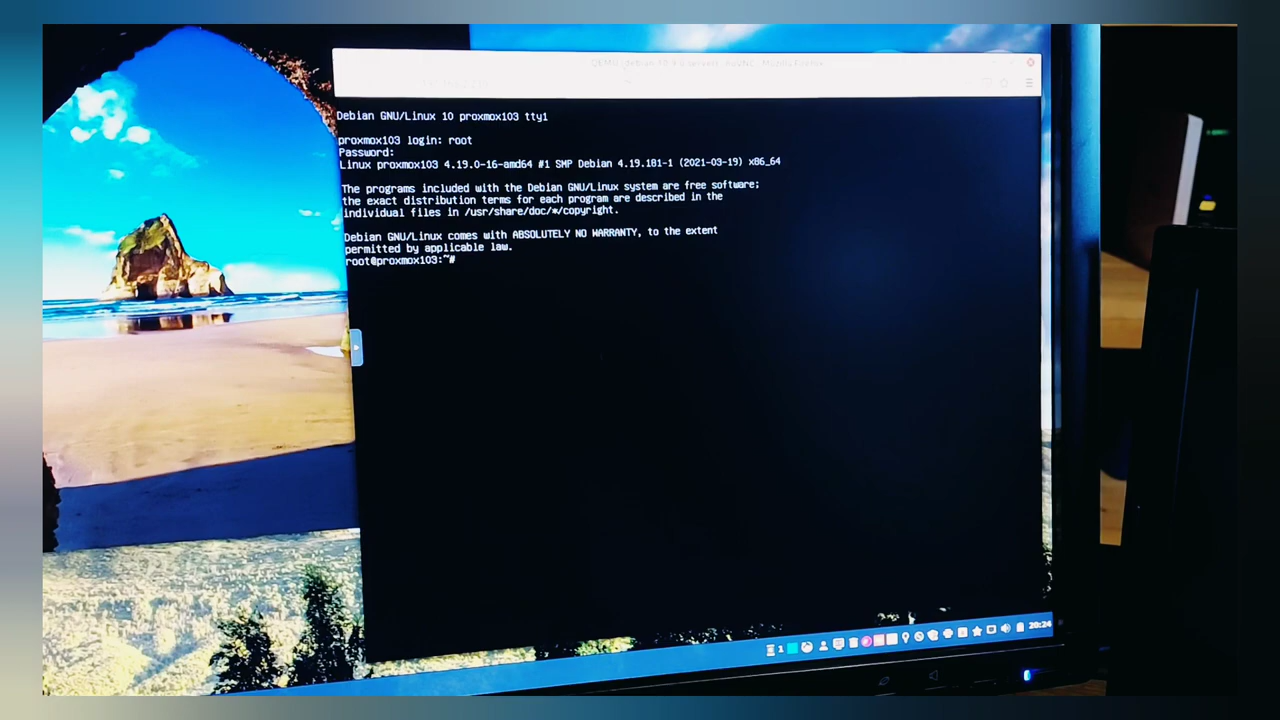 Debian GNU/Linux 10 proxmox103 tty1
proxmox103 login: root
Password:
Linux proxmox103 4.19.0-16-amd64 #1 SMP Debian 4.19.181-1 (2021-03-19) x86_64
The programs included with the Debian GNU/Linux system are free software;
the exact distribution terms for each program are described in the
individual files in /usr/share/doc/*/copyright.
Debian GNU/Linux comes with ABSOLUTELY NO WARRANTY, to the extent
permitted by applicable law.
root@proxmox103:~#
1
20:24